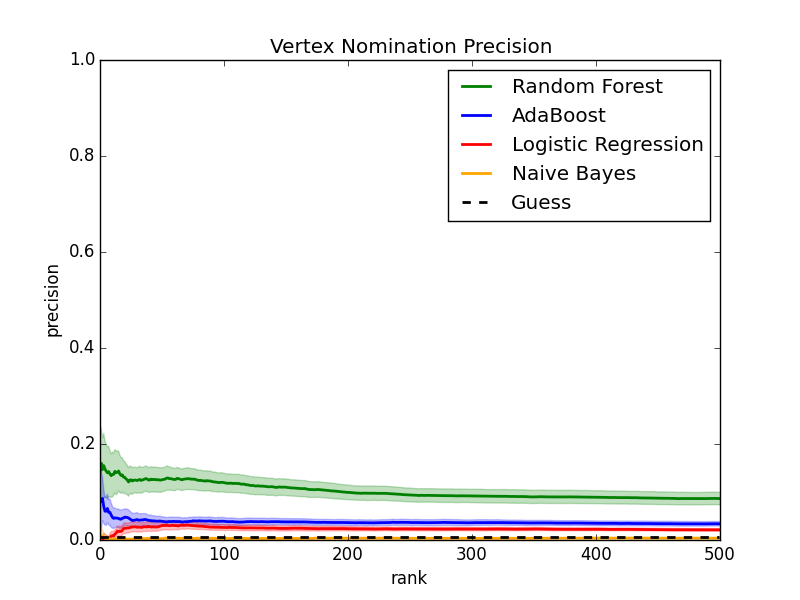 Vertex Nomination Precision
1.0
0.8
0.6
0.4
0.2
0.0
precision
Random Forest
AdaBoost
Logistic Regression
Naive Bayes
Guess
0 100 200 300 400 500
rank